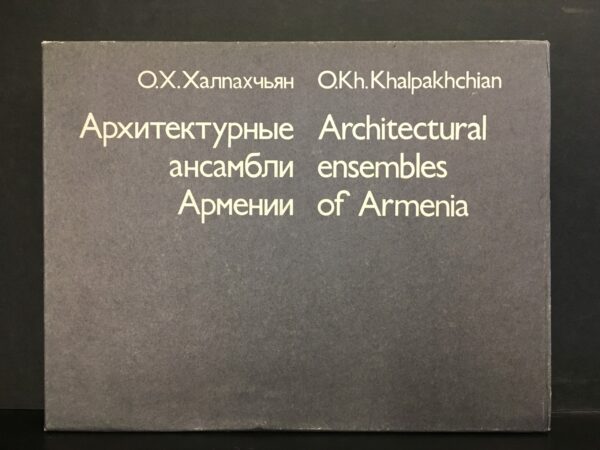 О.Х.Халпахчьян
Архитектурные
ансамбли
Армении
O.Kh.Khalpakhchian
Architectural
ensembles
of Armenia